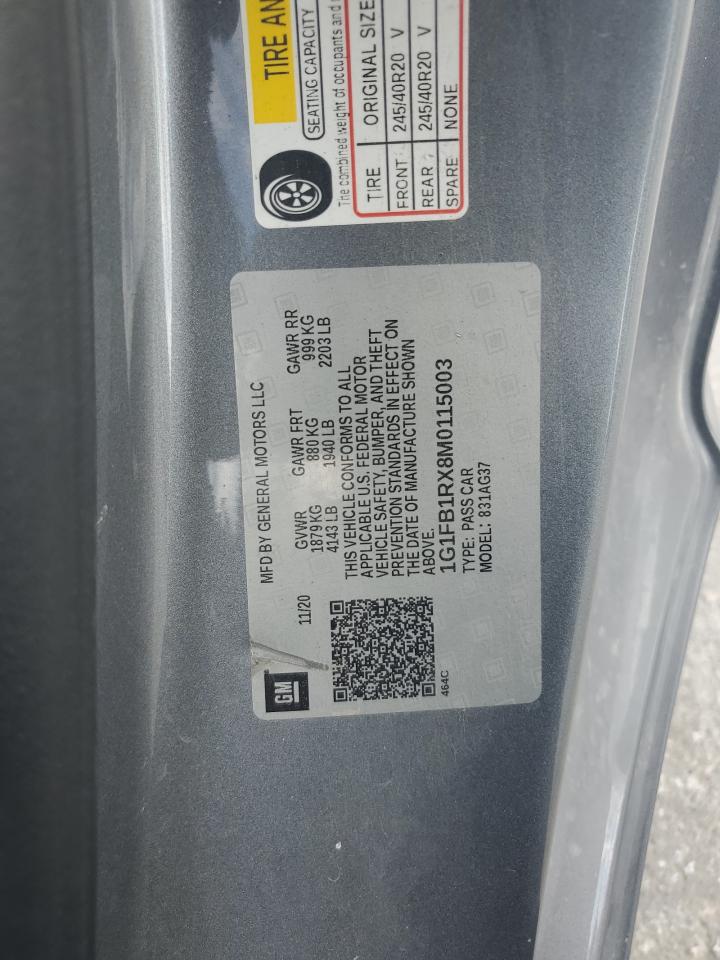 GM
MFD BY GENERAL MOTORS LLC
11/20
GVWR GAWR FRT GAWR RR
1879 KG 880 KG 999 KG
4143 LB 1940 LB 2203 LB
THIS VEHICLE CONFORMS TO ALL
APPLICABLE U.S. FEDERAL MOTOR
VEHICLE SAFETY, BUMPER, AND THEFT
PREVENTION STANDARDS IN EFFECT ON
THE DATE OF MANUFACTURE SHOWN
ABOVE.
1G1FB1RX8M0115003
TYPE: PASS CAR
MODEL: 831AG37
464C
TIRE AN
SEATING CAPACITY
The combined weight of occupants and
TIRE ORIGINAL SIZE
FRONT 245/40R20 V
REAR 245/40R20 V
SPARE NONE